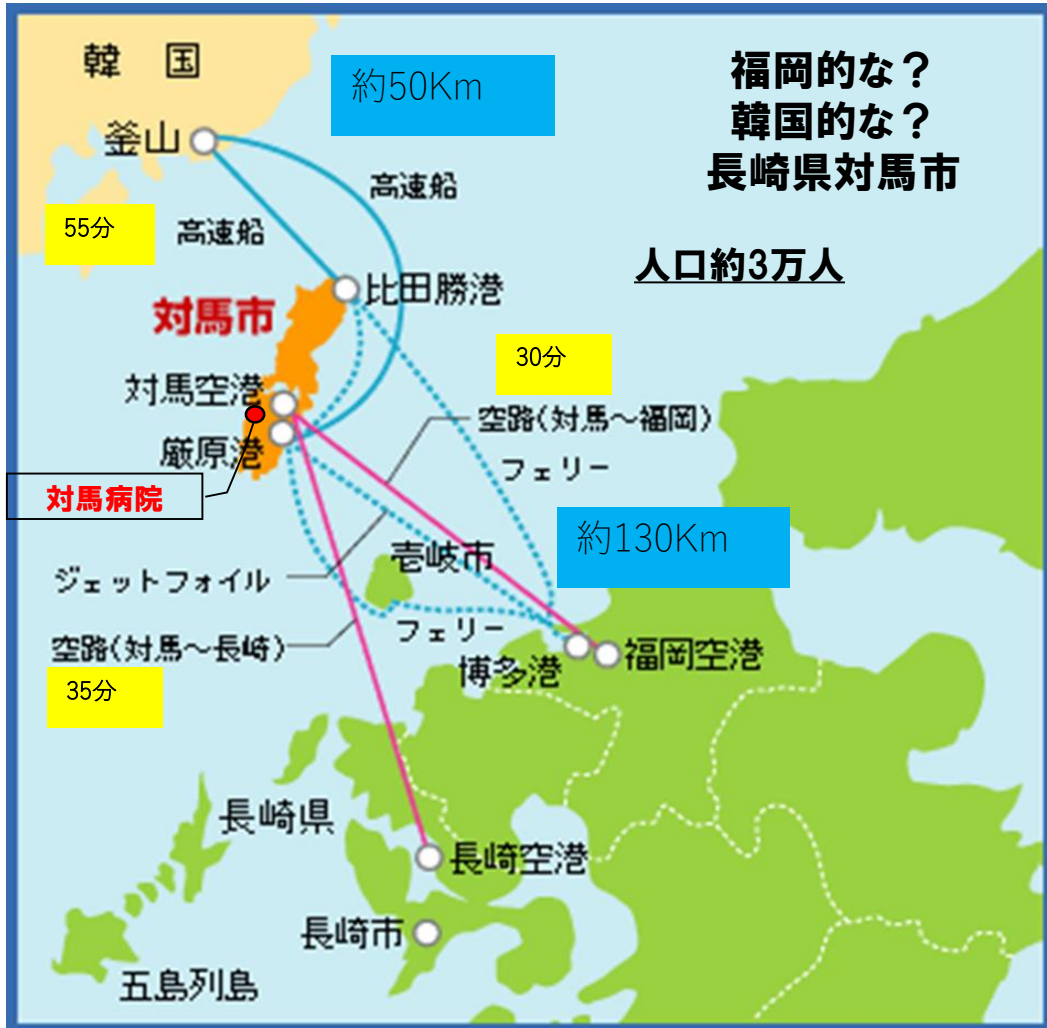 韓 国
約50Km
福岡的な？
韓国的な？
長崎県対馬市
釜山
高速船
55分
高速船
人口約3万人
比田勝港
対馬市
30分
対馬空港
空路(対馬～福岡)
厳原港
フェリー
対馬病院
約130Km
壱岐市
ジェットフォイル
フェリー
空路(対馬～長崎)
博多港
福岡空港
35分
長崎県
長崎空港
長崎市
五島列島